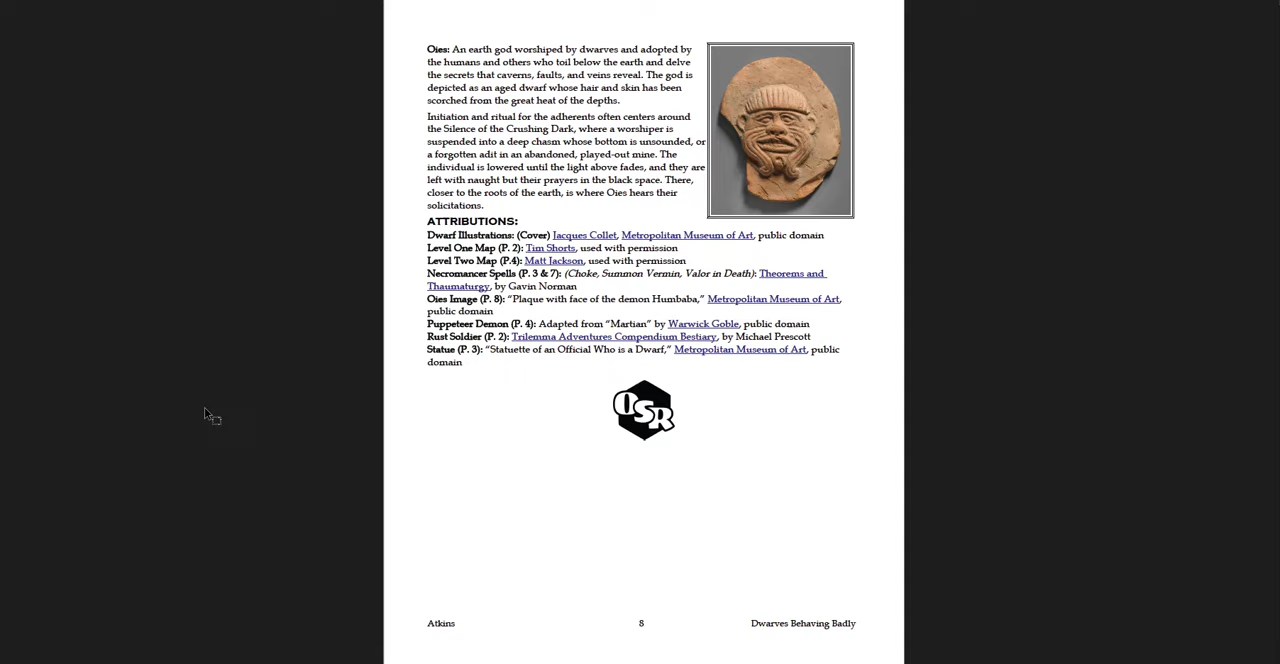 Oies: An earth god worshiped by dwarves and adopted by
the humans and others who toil below the earth and delve
the secrets that caverns, faults, and veins reveal. The god is
depicted as an aged dwarf whose hair and skin has been
scorched from the great heat of the depths.
Initiation and ritual for the adherents often centers around
the Silence of the Crushing Dark, where a worshiper is
suspended into a deep chasm whose bottom is unsounded, or
a forgotten adit in an abandoned, played-out mine. The
individual is lowered until the light above fades, and they are
left with naught but their prayers in the black space. There,
closer to the roots of the earth, is where Oies hears their
solicitations.
ATTRIBUTIONS:
Dwarf Illustrations: (Cover) Jacques Collet, Metropolitan Museum of Art, public domain
Level One Map (P. 2): Tim Shorts, used with permission
Level Two Map (P.4): Matt Jackson, used with permission
Necromancer Spells (P. 3 & 7): (Choke, Summon Vermin, Valor in Death): Theorems and
Thaumaturgy, by Gavin Norman
Oies Image (P. 8): “Plaque with face of the demon Humbaba,” Metropolitan Museum of Art,
public domain
Puppeteer Demon (P. 4): Adapted from “Martian” by Warwick Goble, public domain
Rust Soldier (P. 2): Trilemma Adventures Compendium Bestiary, by Michael Prescott
Statue (P. 3): “Statuette of an Official Who is a Dwarf,” Metropolitan Museum of Art, public
domain
OSR
Atkins 8 Dwarves Behaving Badly